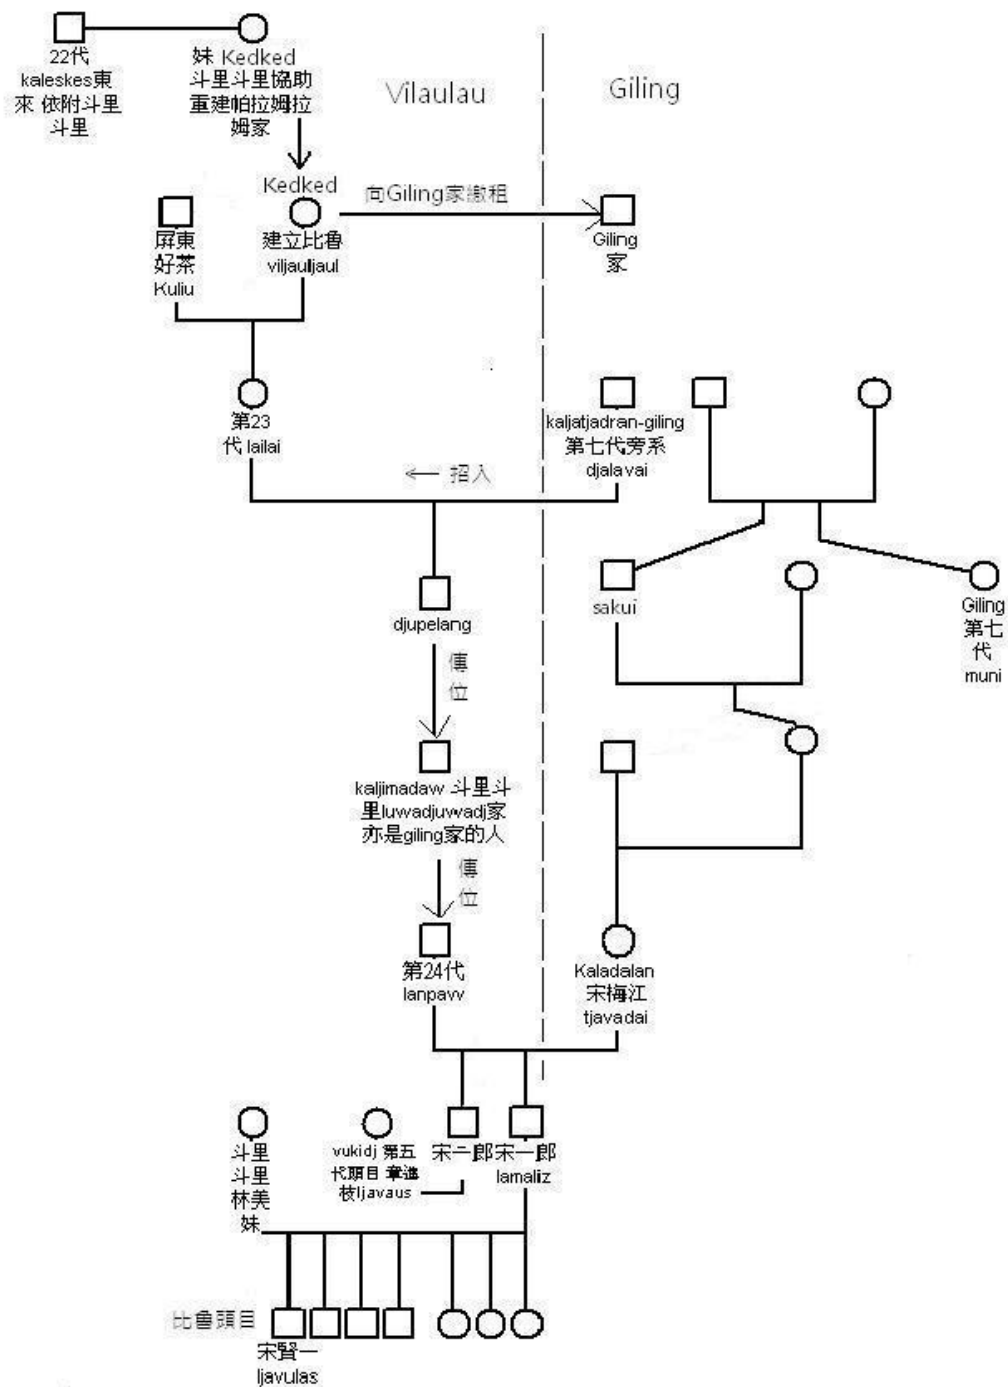 22代
kaleskes東
來 依附斗里
斗里
妹 Kedked
斗里斗里協助
重建帕拉姆拉
姆家
Vilaulau
Giling
Kedked
建立比魯
viljauljaul
向Giling家繳租
Giling
家
屏東
好茶
Kuliu
第23
代 lailai
招入
kaljatjadran-giling
第七代旁系
djalavai
djupelang
sakui
Giling
第七
代
muni
傳
位
kaljimadaw 斗里斗
里luwadjuwadj家
亦是giling家的人
傳
位
第24代
lanpaw
Kaladalan
宋梅江
tjavadai
斗里
斗里
林美
妹
vukidj 第五
代頭目 章進
枝ljavaus
宋二郎
宋一郎
lamaliz
比魯頭目
宋賢一
ljavulas